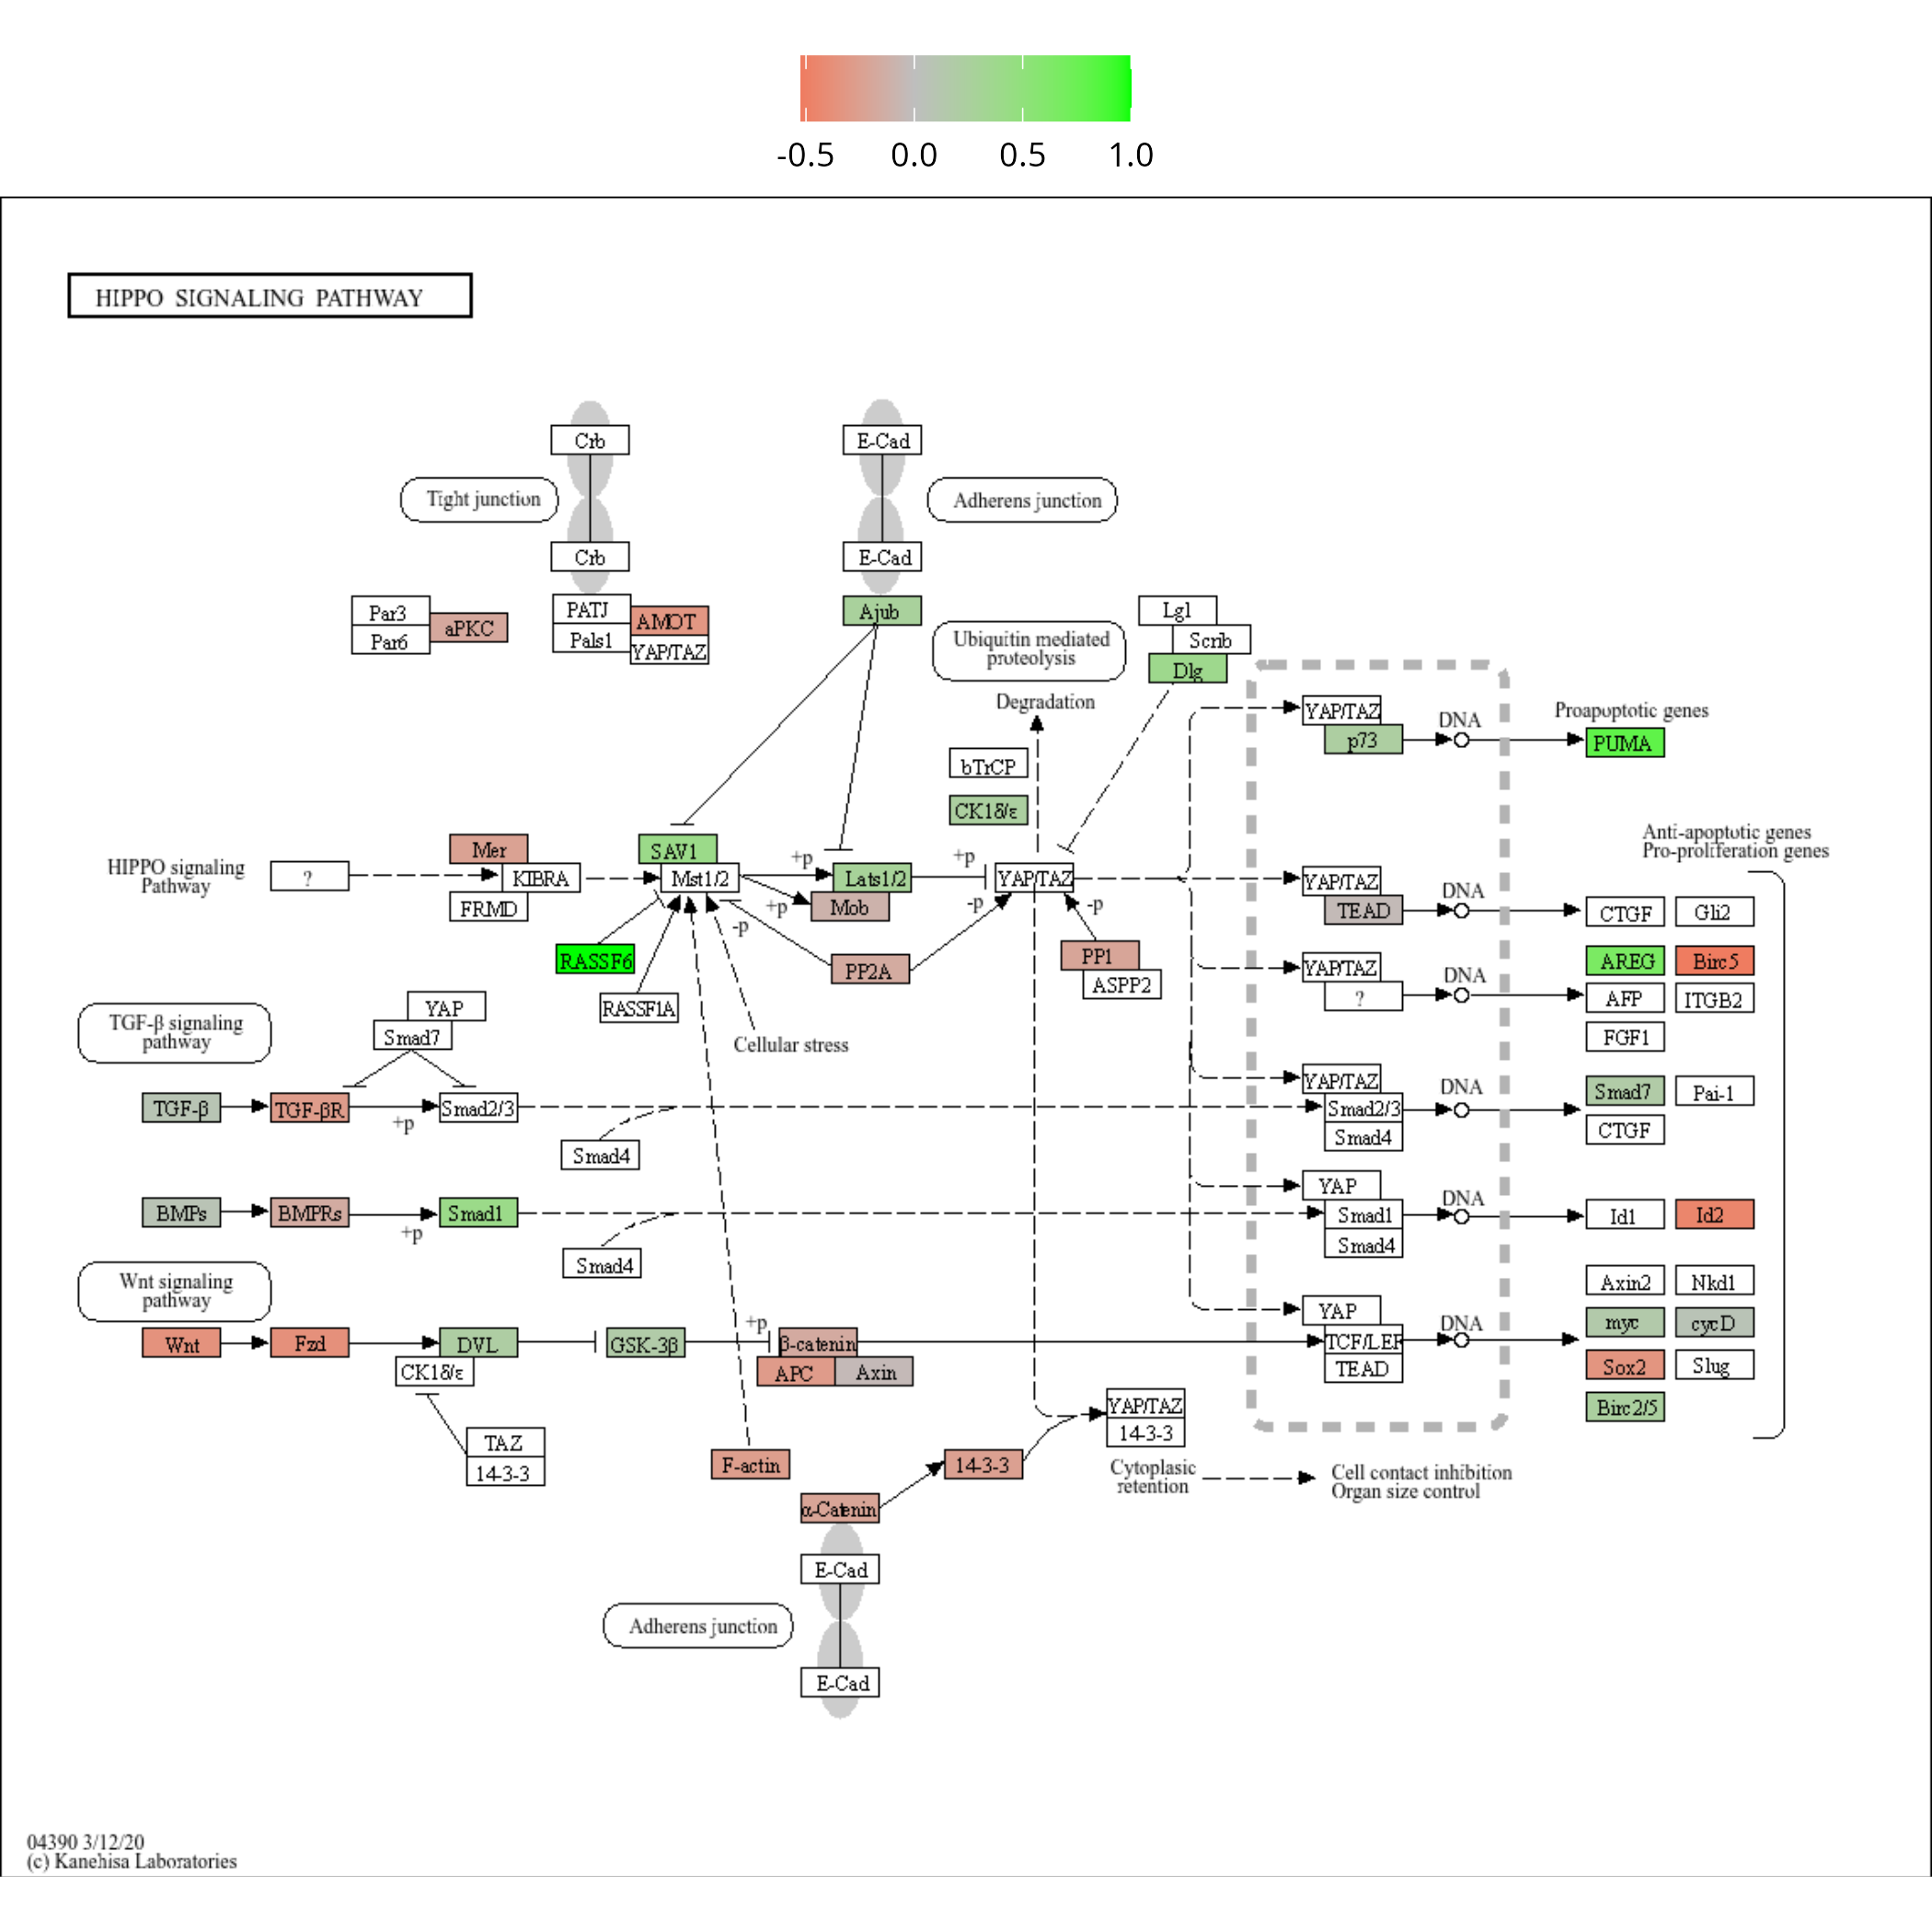 -0.5 0.0 0.5 1.0
HIPPO SIGNALING PATHWAY
Crb
E-Cad
Tight junction
Adherens junction
Crb
E-Cad
Par3
aPKC
Par6
PATJ
AMOT
Pals1
YAP/TAZ
Ajub
Ubiquitin mediated
proteolysis
Lgl
Scrib
Dlg
Degradation
bTrCP
CK1δ/ε
YAP/TAZ
p73
DNA
Proapoptotic genes
PUMA
Anti-apoptotic genes
Pro-proliferation genes
HIPPO signaling
Pathway
?
Mer
KIBRA
FRMD
SAV1
Mst1/2
+p
+p
-p
Lats1/2
Mob
+p
YAP/TAZ
-p
-p
RASSF6
RASSF1A
PP2A
PP1
ASPP2
Cellular stress
YAP/TAZ
TEAD
DNA
CTGF
Gli2
YAP/TAZ
?
DNA
AREG
Birc5
AFP
ITGB2
FGF1
TGF-β signaling
pathway
YAP
Smad7
TGF-β
TGF-βR
+p
Smad2/3
Smad4
YAP/TAZ
Smad2/3
Smad4
DNA
Smad7
Pai-1
CTGF
BMPs
BMPRs
+p
Smad1
Smad4
YAP
Smad1
Smad4
DNA
Id1
Id2
Wnt signaling
pathway
Wnt
Fzd
DVL
CK1δ/ε
GSK-3β
+p
β-catenin
APC
Axin
YAP
TCF/LEF
TEAD
DNA
Axin2
Nkd1
myc
cycD
Sox2
Slug
Birc2/5
TAZ
14-3-3
F-actin
14-3-3
YAP/TAZ
14-3-3
Cytoplasic
retention
Cell contact inhibition
Organ size control
α-Catenin
E-Cad
Adherens junction
E-Cad
04390 3/12/20
(c) Kanehisa Laboratories